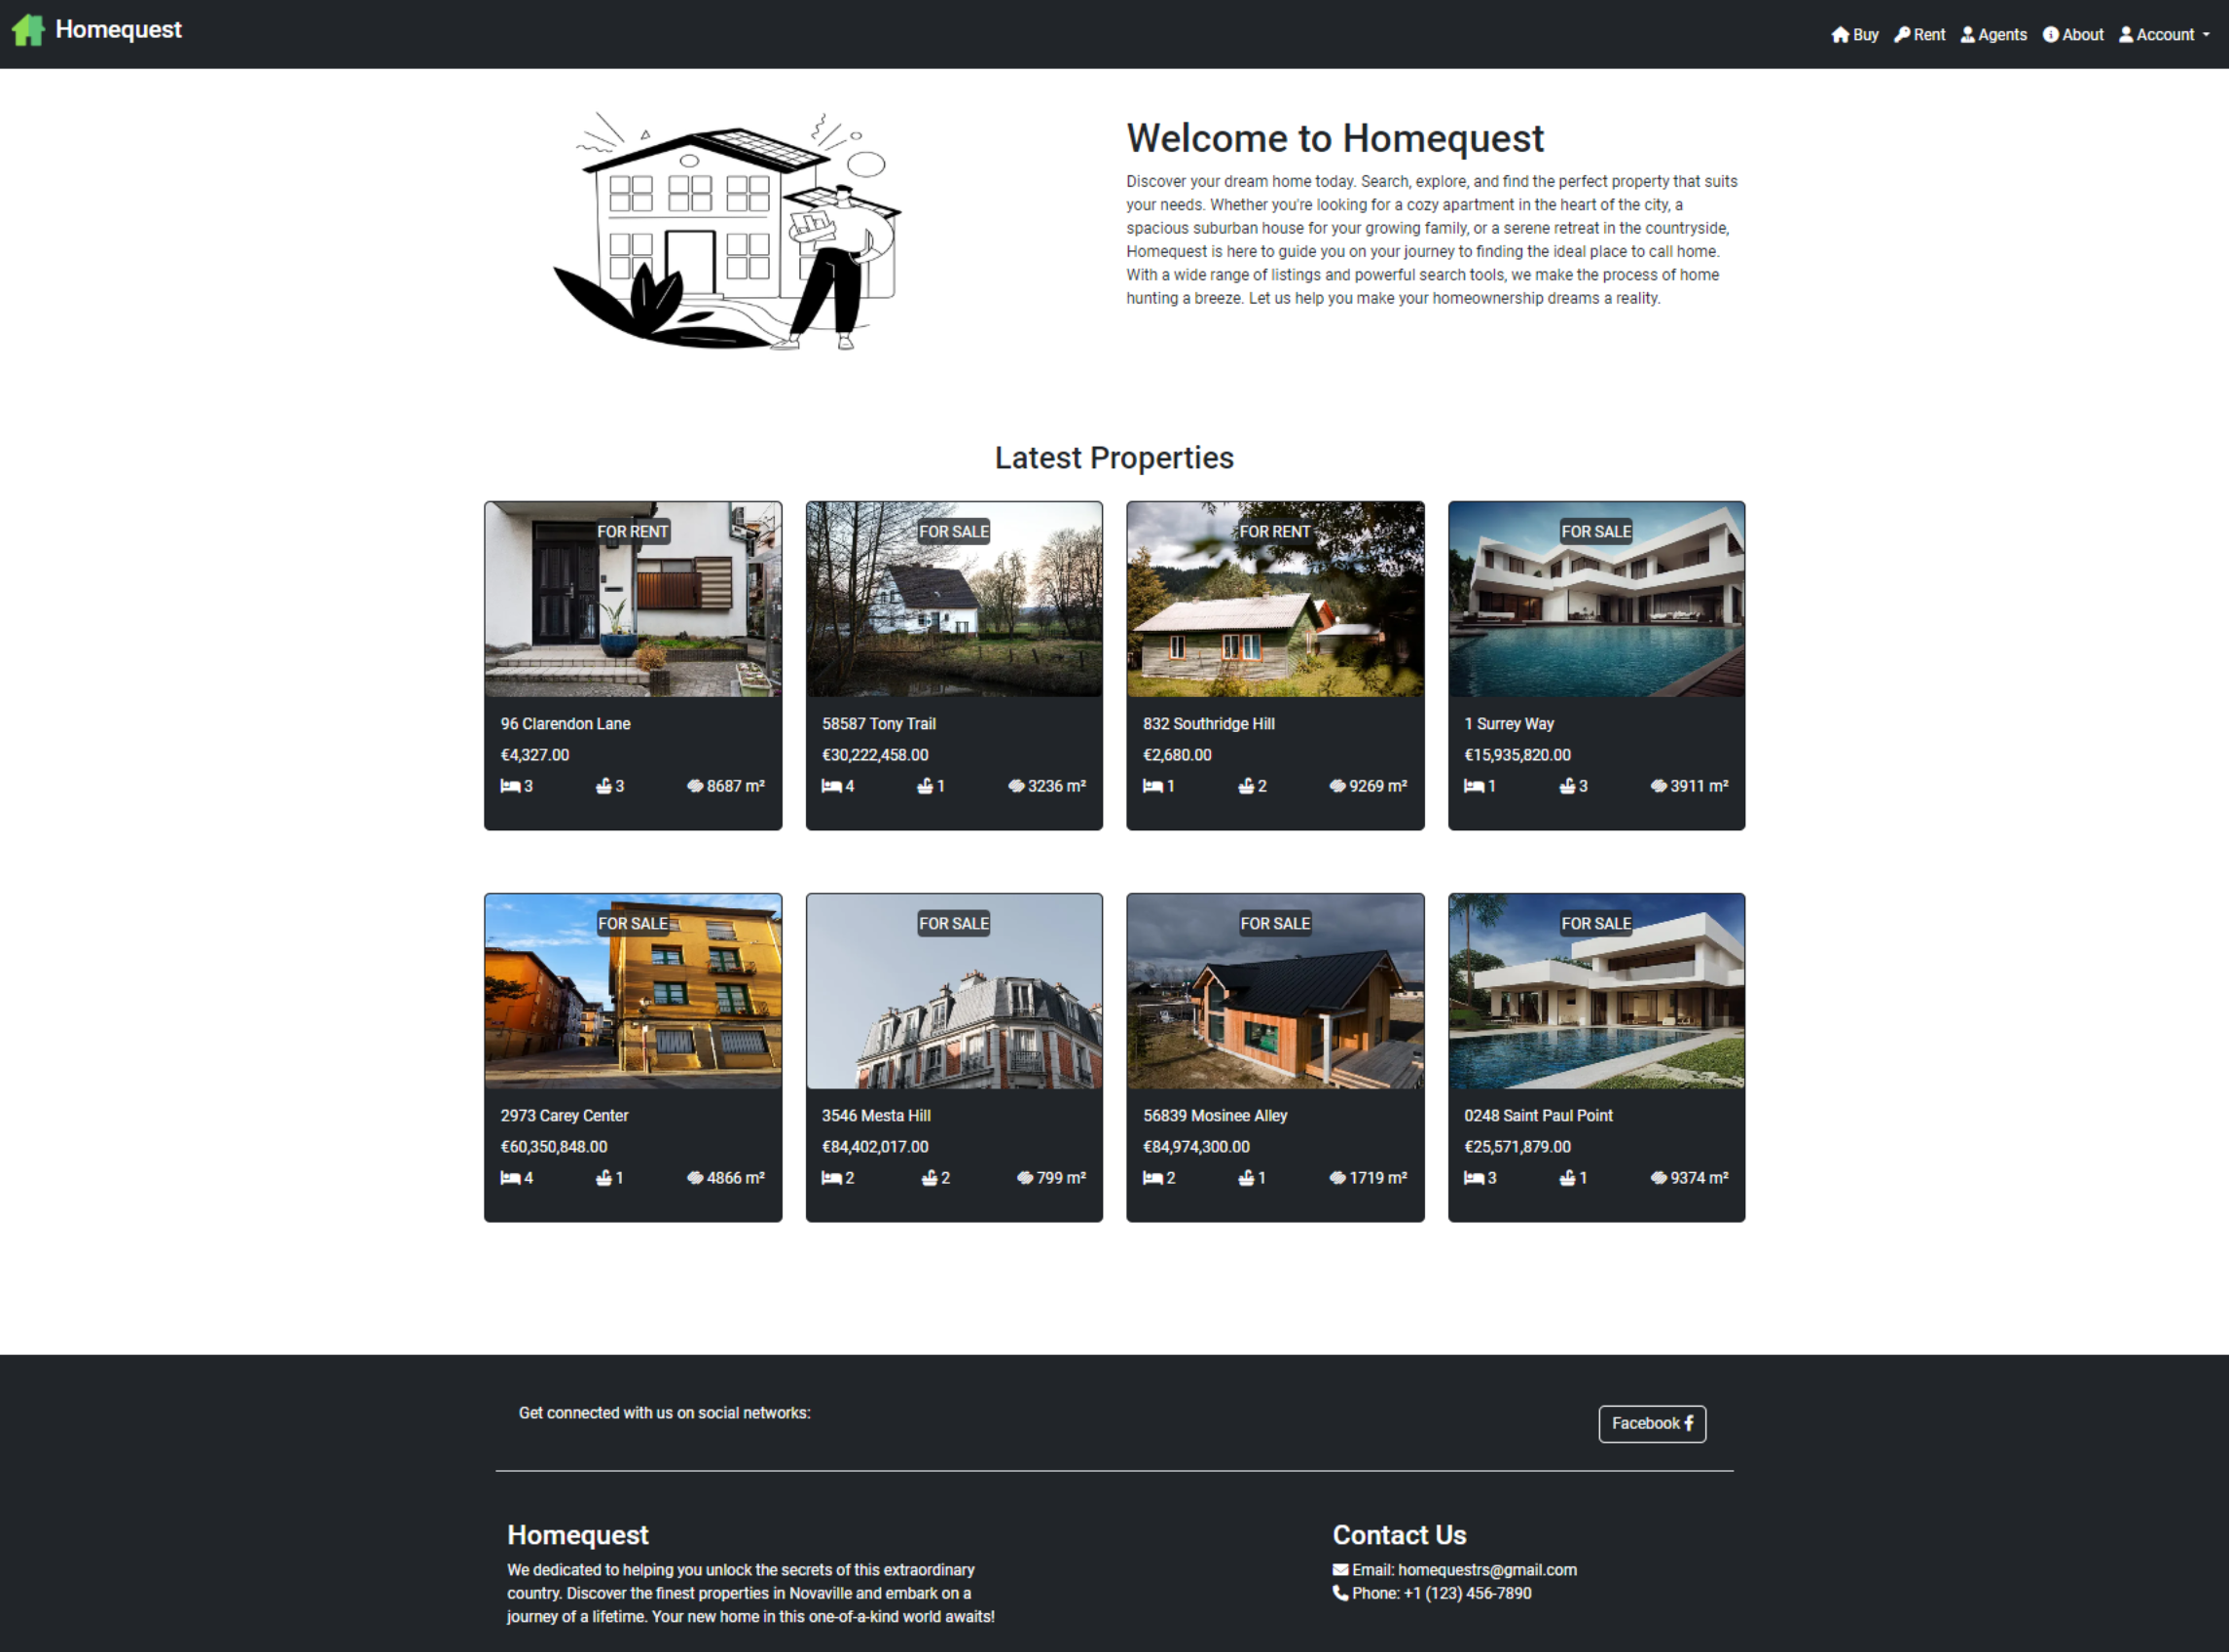 Homequest
Buy Rent Agents About Account
Welcome to Homequest
Discover your dream home today. Search, explore, and find the perfect property that suits
your needs. Whether you're looking for a cozy apartment in the heart of the city, a
spacious suburban house for your growing family, or a serene retreat in the countryside,
Homequest is here to guide you on your journey to finding the ideal place to call home.
With a wide range of listings and powerful search tools, we make the process of home
hunting a breeze. Let us help you make your homeownership dreams a reality.
Latest Properties
FOR RENT
96 Clarendon Lane
€4,327.00
3 3 8687 m²
FOR SALE
58587 Tony Trail
€30,222,458.00
4 1 3236 m²
FOR RENT
832 Southridge Hill
€2,680.00
1 2 9269 m²
FOR SALE
1 Surrey Way
€15,935,820.00
1 3 3911 m²
FOR SALE
2973 Carey Center
€60,350,848.00
4 1 4866 m²
FOR SALE
3546 Mesta Hill
€84,402,017.00
2 2 799 m²
FOR SALE
56839 Mosinee Alley
€84,974,300.00
2 1 1719 m²
FOR SALE
0248 Saint Paul Point
€25,571,879.00
3 1 9374 m²
Get connected with us on social networks:
Facebook
Homequest
We dedicated to helping you unlock the secrets of this extraordinary
country. Discover the finest properties in Novaville and embark on a
journey of a lifetime. Your new home in this one-of-a-kind world awaits!
Contact Us
Email: homequestrs@gmail.com
Phone: +1 (123) 456-7890